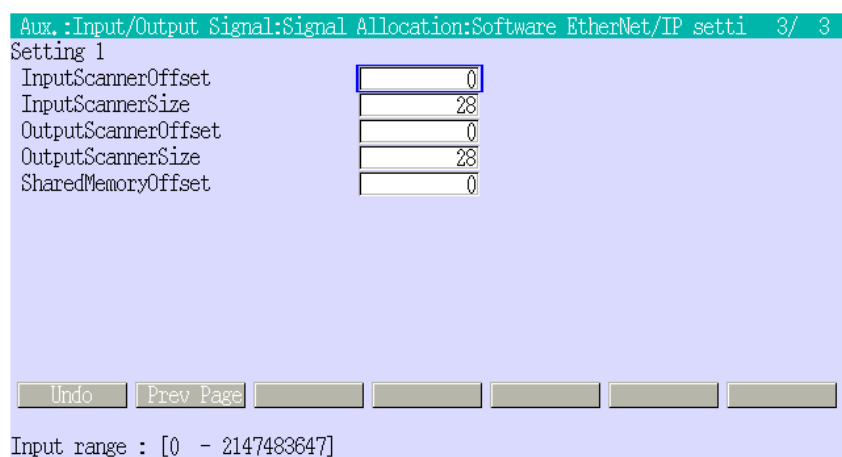 Aux.:Input/Output Signal:Signal Allocation:Software EtherNet/IP setti 3/ 3
Setting 1
InputScannerOffset 0
InputScannerSize 28
OutputScannerOffset 0
OutputScannerSize 28
SharedMemoryOffset 0
Undo Prev Page
Input range : [0 - 2147483647]